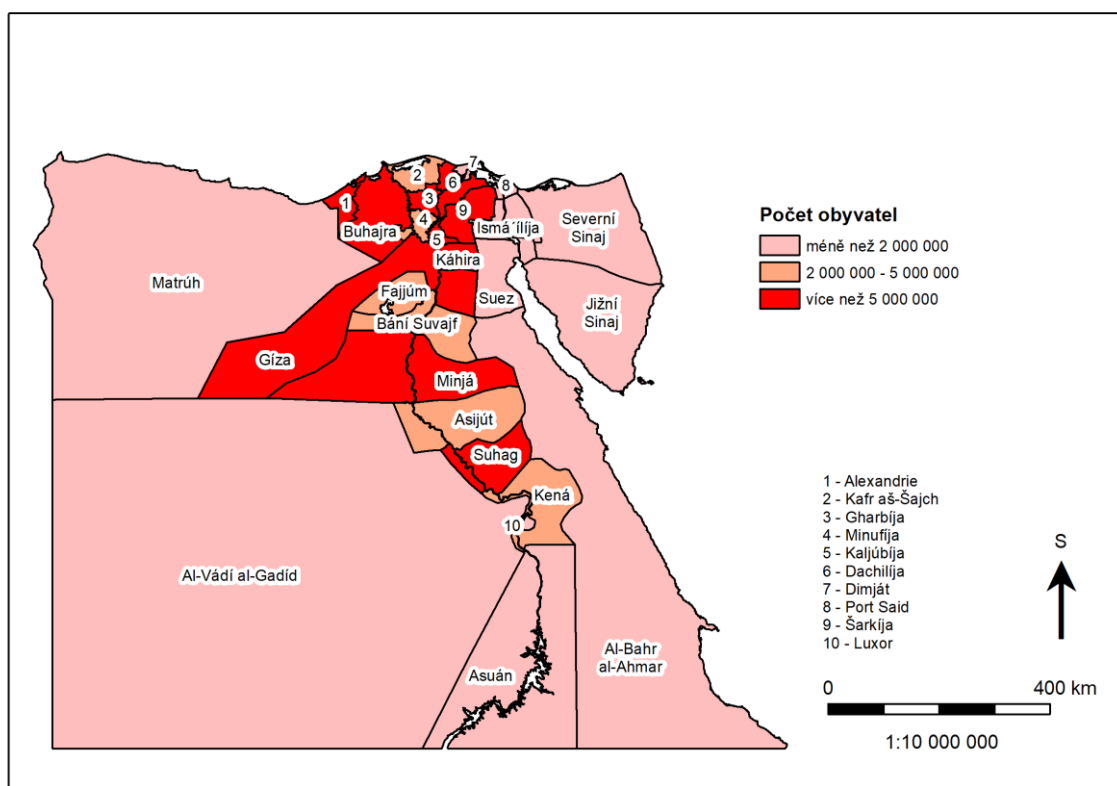 7
2
6
8
1
3
9
Severní
Sinaj
4
Buhajra
Ismá´ílíja
5
Káhira
Matrúh
Fajjúm
Suez
Jižní
Sinaj
Bání Suvajf
Gíza
Minjá
Asijút
Suhag
Kená
10
Al-Vádí al-Gadíd
Al-Bahr
al-Ahmar
Asuán
Počet obyvatel
méně než 2 000 000
2 000 000 - 5 000 000
více než 5 000 000
1 - Alexandrie
2 - Kafr aš-Šajch
3 - Gharbíja
4 - Minufíja
5 - Kaljúbíja
6 - Dachilíja
7 - Dimját
8 - Port Said
9 - Šarkíja
10 - Luxor
S
0 400 km
1:10 000 000